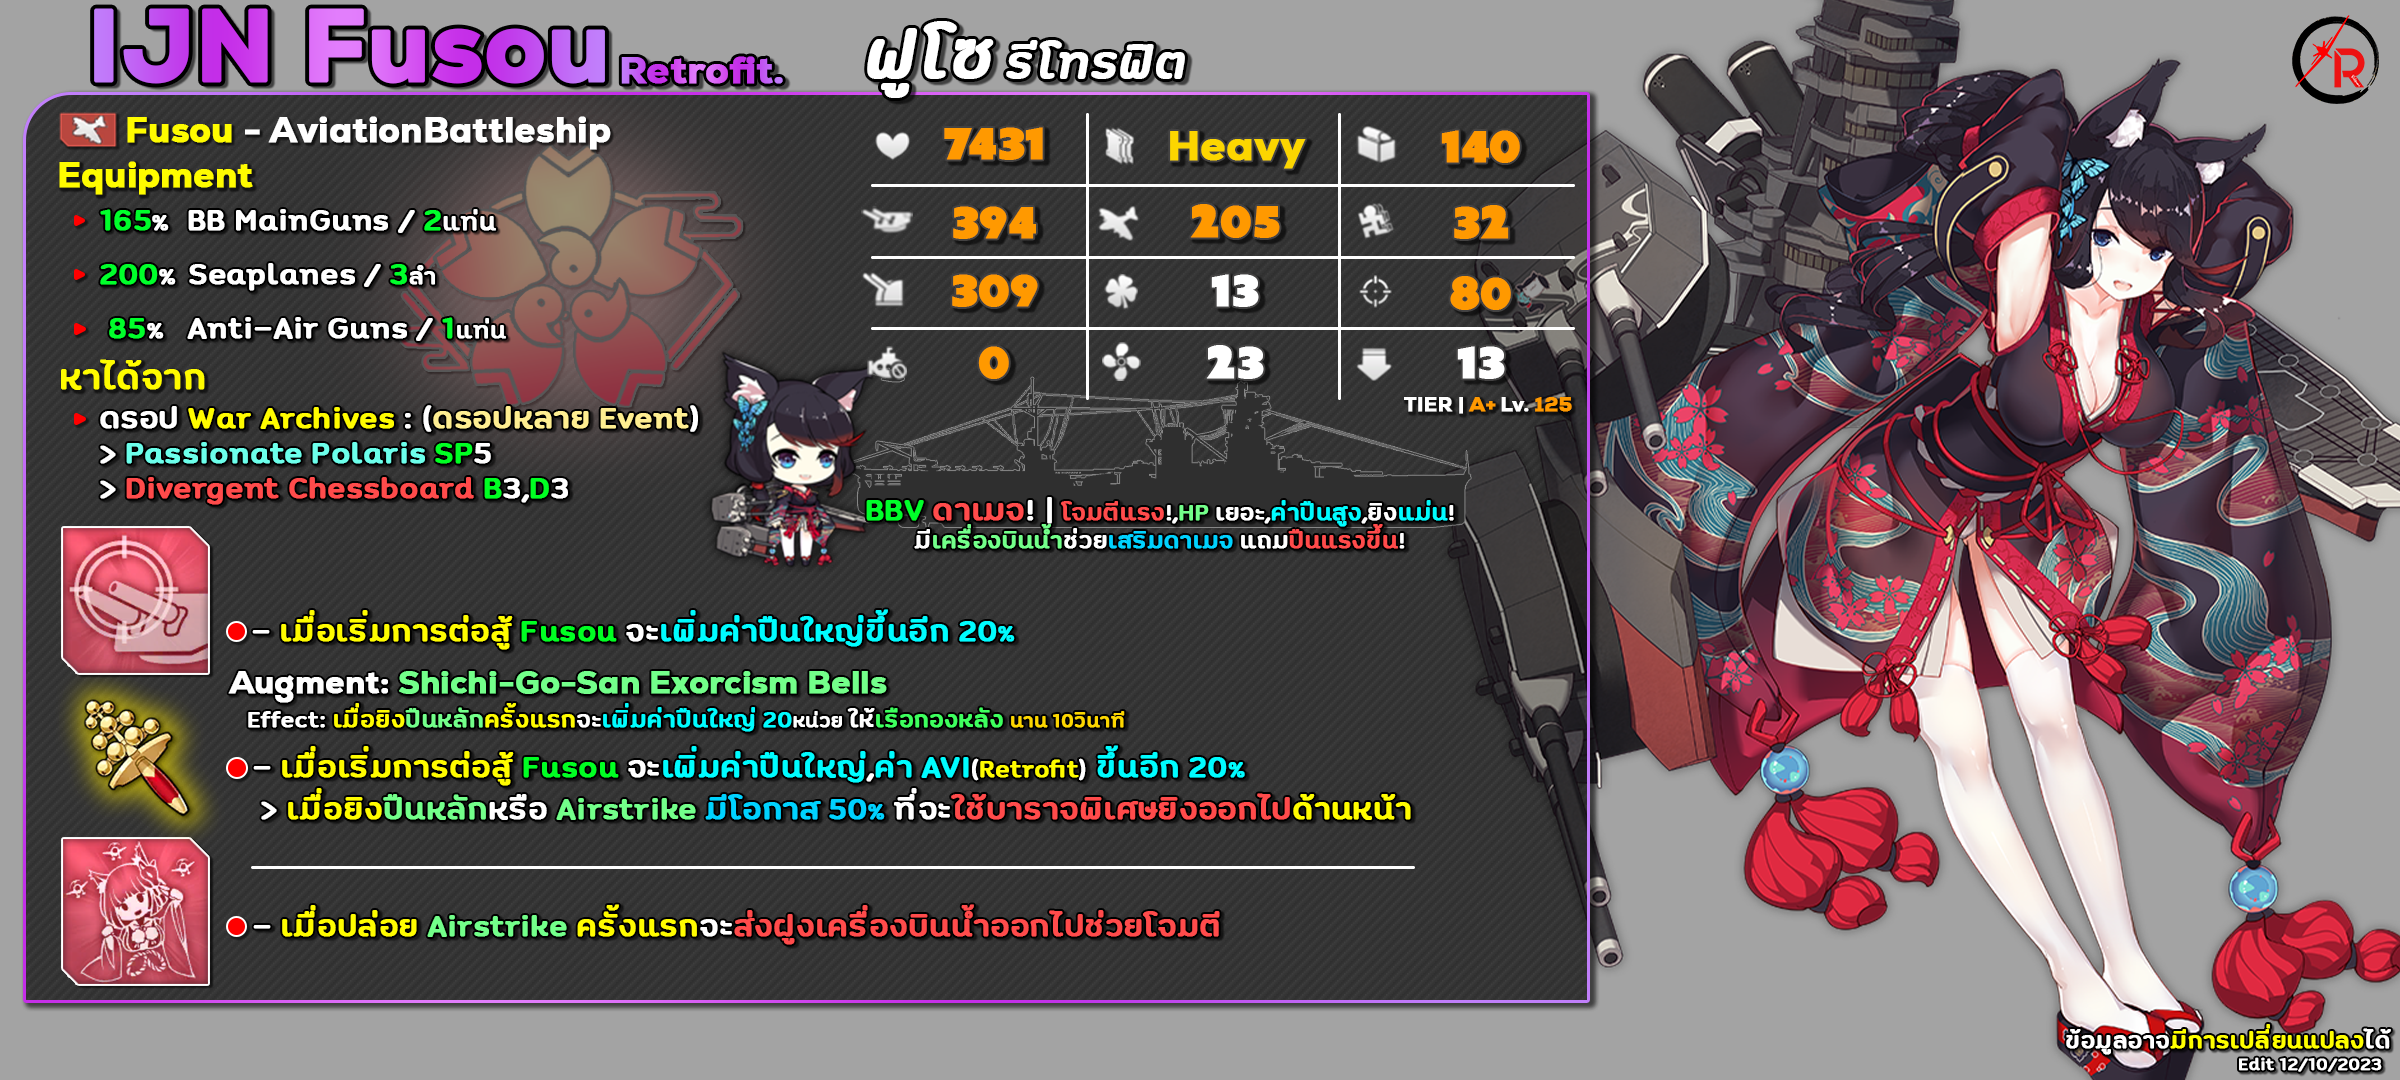 IJN Fusou Retrofit. ฟูโซ รีโทรฟิต
Fusou - AviationBattleship
Equipment
165% BB MainGuns / 2แท่น
200% Seaplanes / 3ลำ
85% Anti-Air Guns / 1แท่น
หาได้จาก
ดรอป War Archives : (ดรอปหลาย Event)
> Passionate Polaris SP5
> Divergent Chessboard B3,D3
7431 Heavy 140
394 205 32
309 13 80
0 23 13
TIER | A+ Lv. 125
BBV ดาเมจ! | โจมตีแรง!,HP เยอะ,ค่าปืนสูง,ยิงแม่น!
มีเครื่องบินน้ำช่วยเสริมดาเมจ แถมปืนแรงขึ้น!
- เมื่อเริ่มการต่อสู้ Fusou จะเพิ่มค่าปืนใหญ่ขึ้นอีก 20%
Augment: Shichi-Go-San Exorcism Bells
Effect: เมื่อยิงปืนหลักครั้งแรกจะเพิ่มค่าปืนใหญ่ 20หน่วย ให้เรือกองหลัง นาน 10วินาที
- เมื่อเริ่มการต่อสู้ Fusou จะเพิ่มค่าปืนใหญ่,ค่า AVI(Retrofit) ขึ้นอีก 20%
> เมื่อยิงปืนหลักหรือ Airstrike มีโอกาส 50% ที่จะใช้บาราจพิเศษยิงออกไปด้านหน้า
- เมื่อปล่อย Airstrike ครั้งแรกจะส่งฝูงเครื่องบินน้ำออกไปช่วยโจมตี
R
ข้อมูลอาจมีการเปลี่ยนแปลงได้
Edit 12/10/2023